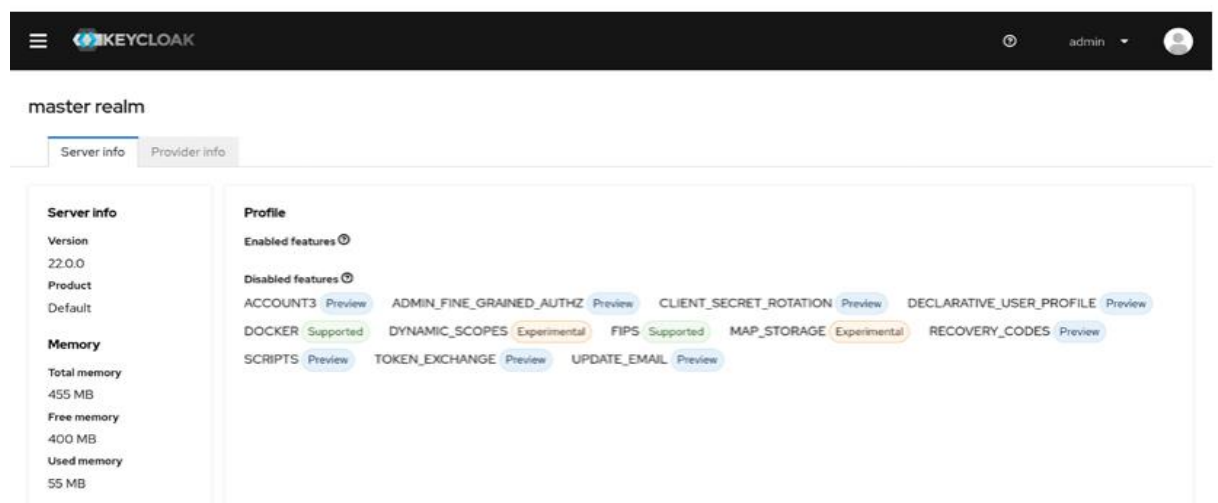 KEYCLOAK
admin
master realm
Server info Provider info
Server info
Version
22.0.0
Product
Default
Memory
Total memory
455 MB
Free memory
400 MB
Used memory
55 MB
Profile
Enabled features
Disabled features
ACCOUNT3 Preview ADMIN_FINE_GRAINED_AUTHZ Preview CLIENT_SECRET_ROTATION Preview DECLARATIVE_USER_PROFILE Preview
DOCKER Supported DYNAMIC_SCOPES Experimental FIPS Supported MAP_STORAGE Experimental RECOVERY_CODES Preview
SCRIPTS Preview TOKEN_EXCHANGE Preview UPDATE_EMAIL Preview